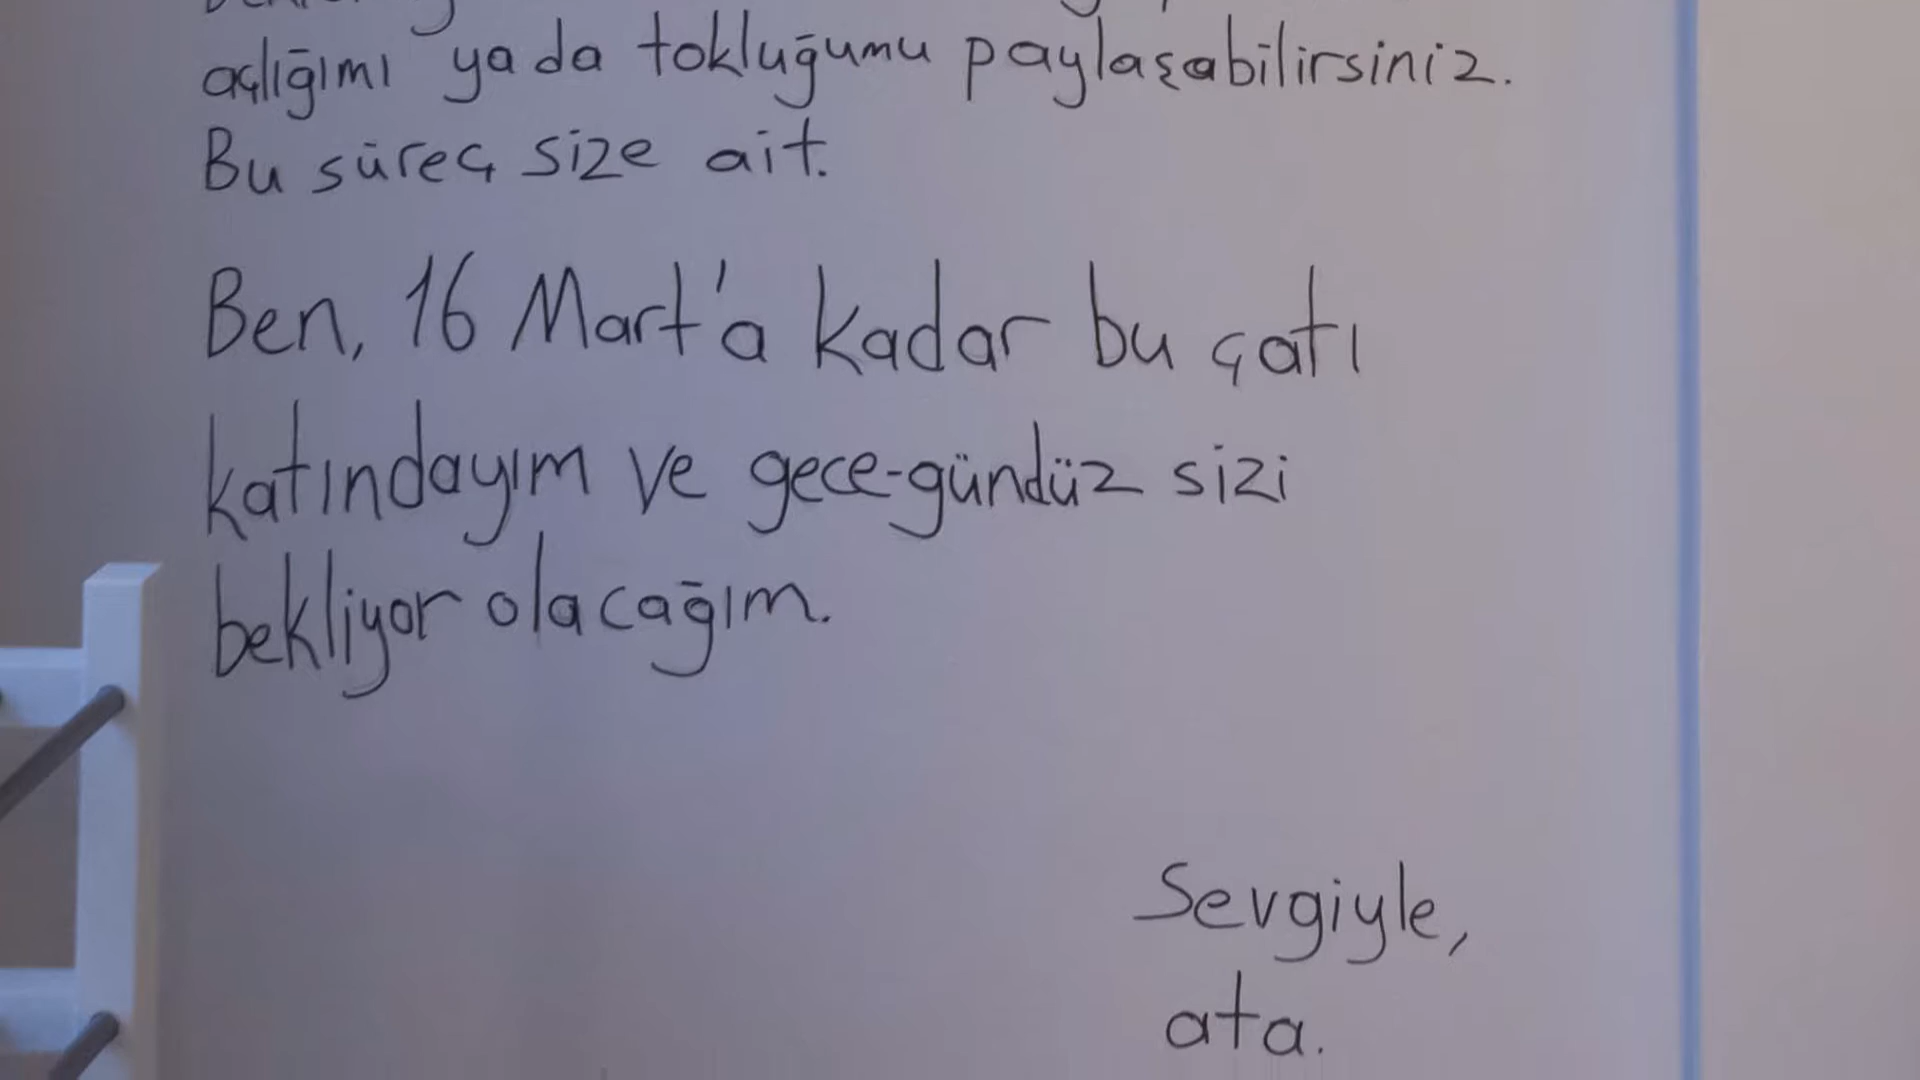 açlığımı ya da tokluğumu paylaşabilirsiniz.
Bu süreç size ait.
Ben, 16 Mart'a kadar bu çatı
katındayım ve gece-gündüz sizi
bekliyor olacağım.
Sevgiyle,
ata.